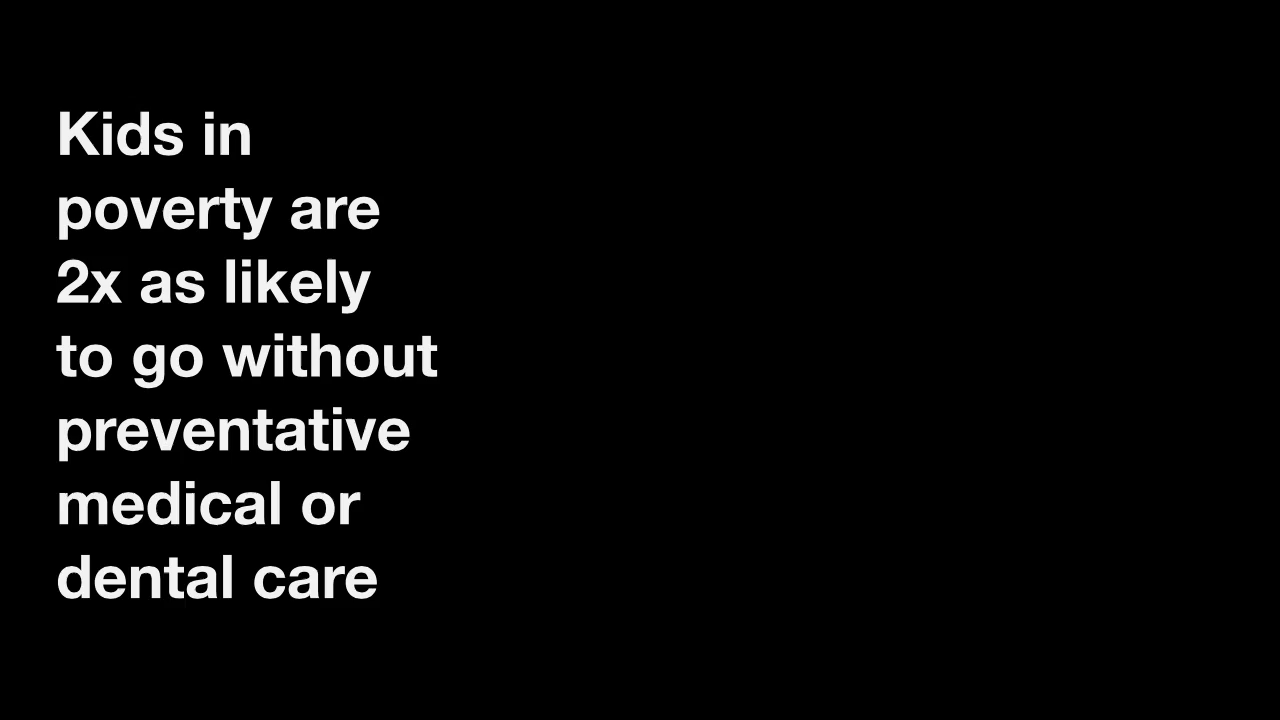 Kids in
poverty are
2x as likely
to go without
preventative
medical or
dental care